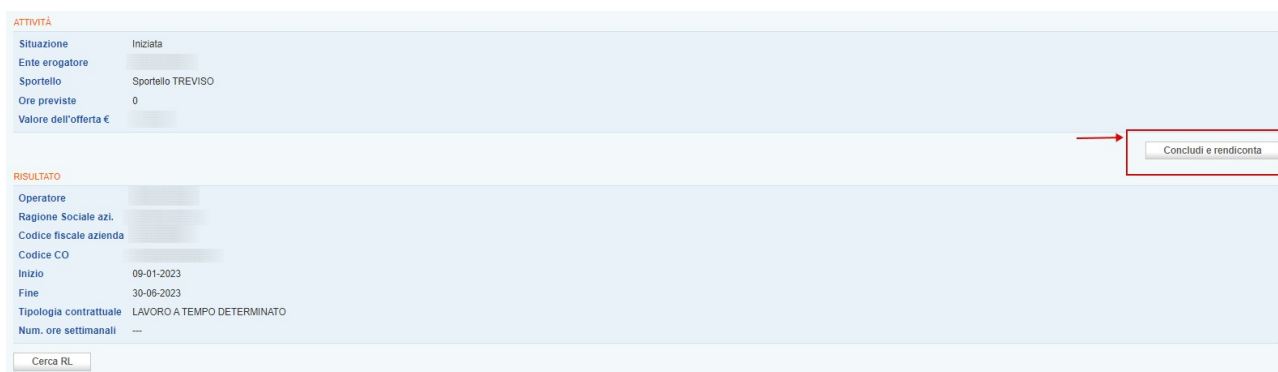 ATTIVITÀ
Situazione Iniziata
Ente erogatore
Sportello Sportello TREVISO
Ore previste 0
Valore dell'offerta €
Concludi e rendiconta
RISULTATO
Operatore
Ragione Sociale azi.
Codice fiscale azienda
Codice CO
Inizio 09-01-2023
Fine 30-06-2023
Tipologia contrattuale LAVORO A TEMPO DETERMINATO
Num. ore settimanali ---
Cerca RL